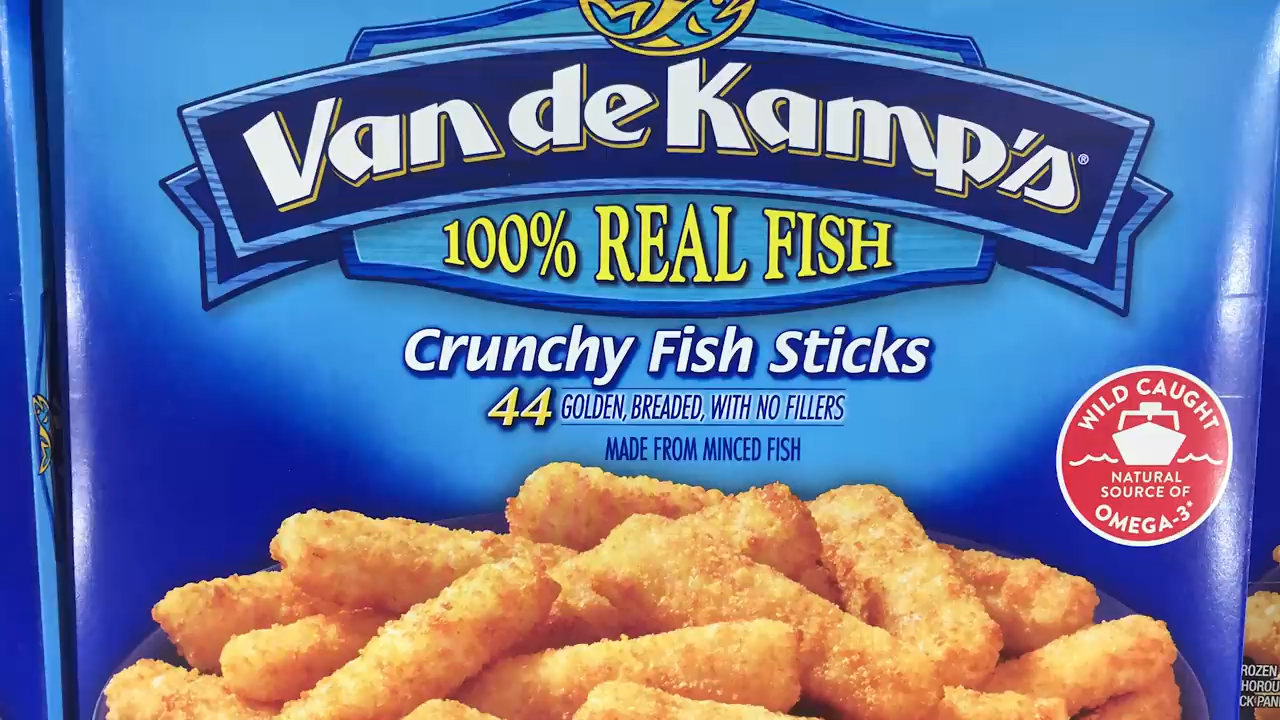 Van de Kamp's®
100% REAL FISH
Crunchy Fish Sticks
44 GOLDEN, BREADED, WITH NO FILLERS
MADE FROM MINCED FISH
WILD CAUGHT
NATURAL
SOURCE OF
OMEGA-3*